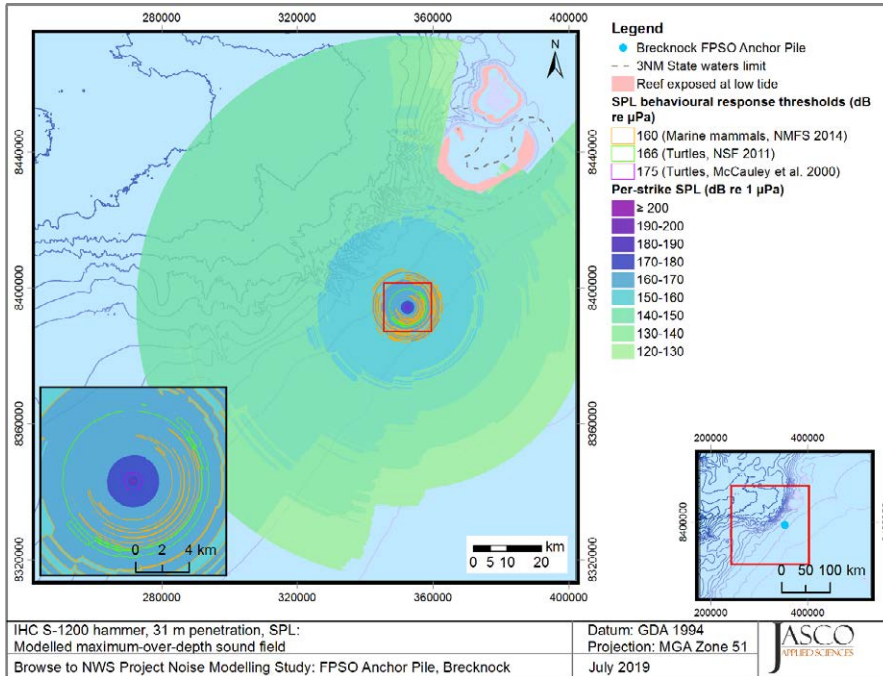 280000 320000 360000 400000
N
8440000 8440000
8400000 8400000
8360000 8360000
8320000 8320000
0 2 4 km
km
0 5 10 20
280000 320000 360000 400000
Legend
Brecknock FPSO Anchor Pile
3NM State waters limit
Reef exposed at low tide
SPL behavioural response thresholds (dB
re μPa)
160 (Marine mammals, NMFS 2014)
166 (Turtles, NSF 2011)
175 (Turtles, McCauley et al. 2000)
Per-strike SPL (dB re 1 μPa)
≥ 200
190-200
180-190
170-180
160-170
150-160
140-150
130-140
120-130
200000 400000
8400000 8400000
0 50 100 km
200000 400000
IHC S-1200 hammer, 31 m penetration, SPL:
Modelled maximum-over-depth sound field
Browse to NWS Project Noise Modelling Study: FPSO Anchor Pile, Brecknock
Datum: GDA 1994
Projection: MGA Zone 51
July 2019
JASCO
APPLIED SCIENCES